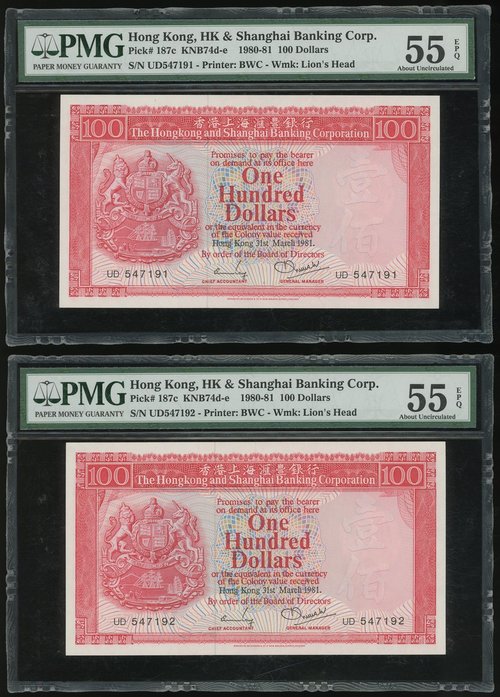 PMG
PAPER MONEY GUARANTY
Hong Kong, HK & Shanghai Banking Corp.
Pick# 187c KNB74d-e 1980-81 100 Dollars
S/N UD547191 - Printer: BWC - Wmk: Lion's Head
55 EPQ
About Uncirculated
100 香港上海滙豐銀行 100
The Hongkong and Shanghai Banking Corporation
Promises to pay the bearer
on demand at its office here
One
Hundred
Dollars
or the equivalent in the currency
of the Colony value received
Hong Kong 31st March 1981.
By order of the Board of Directors
壹佰
UD 547191
UD 547191
CHIEF ACCOUNTANT GENERAL MANAGER
PMG
PAPER MONEY GUARANTY
Hong Kong, HK & Shanghai Banking Corp.
Pick# 187c KNB74d-e 1980-81 100 Dollars
S/N UD547192 - Printer: BWC - Wmk: Lion's Head
55 EPQ
About Uncirculated
100 香港上海滙豐銀行 100
The Hongkong and Shanghai Banking Corporation
Promises to pay the bearer
on demand at its office here
One
Hundred
Dollars
or the equivalent in the currency
of the Colony value received
Hong Kong 31st March 1981.
By order of the Board of Directors
壹佰
UD 547192
UD 547192
CHIEF ACCOUNTANT GENERAL MANAGER